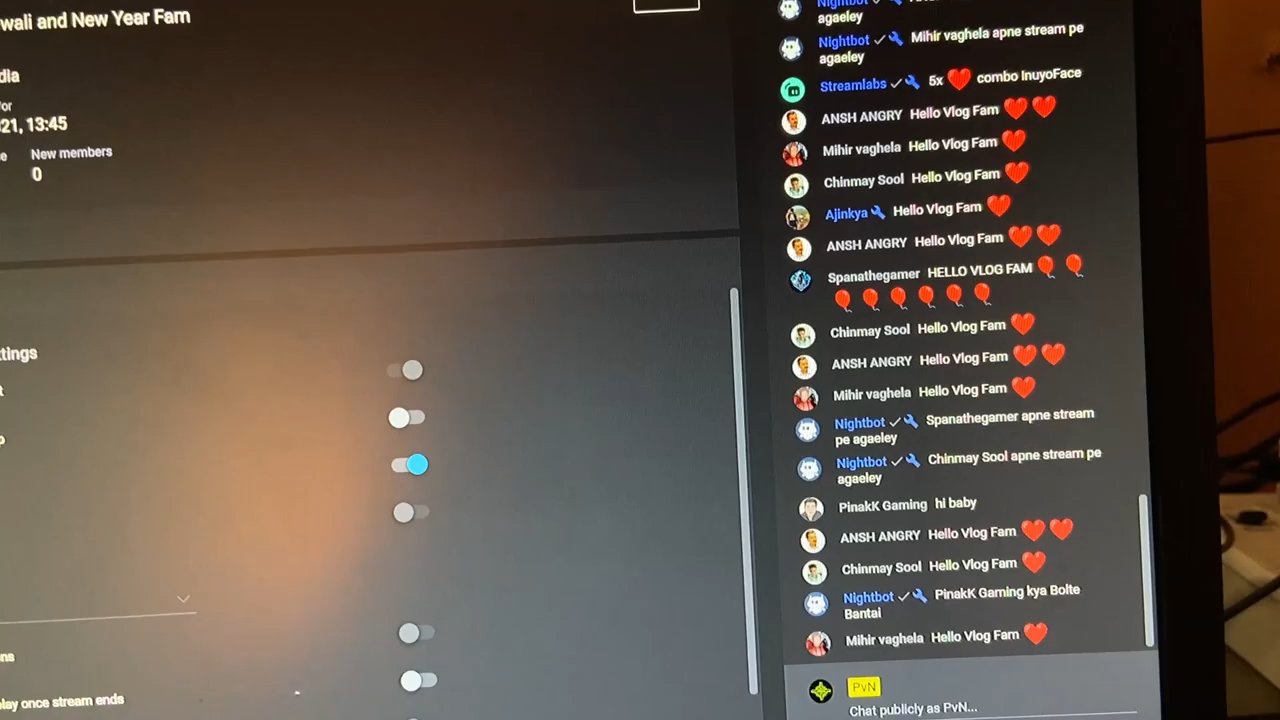 wali and New Year Fam
dia
or
21, 13:45
e New members
0
ttings
t
p
ns
lay once stream ends
Nightbot
agaeley
Nightbot Mihir vaghela apne stream pe
agaeley
Streamlabs 5x ❤ combo InuyoFace
ANSH ANGRY Hello Vlog Fam ❤❤
Mihir vaghela Hello Vlog Fam ❤
Chinmay Sool Hello Vlog Fam ❤
Ajinkya Hello Vlog Fam ❤
ANSH ANGRY Hello Vlog Fam ❤❤
Spanathegamer HELLO VLOG FAM 🎈🎈
🎈🎈🎈🎈🎈🎈
Chinmay Sool Hello Vlog Fam ❤
ANSH ANGRY Hello Vlog Fam ❤❤
Mihir vaghela Hello Vlog Fam ❤
Nightbot Spanathegamer apne stream
pe agaeley
Nightbot Chinmay Sool apne stream pe
agaeley
PinakK Gaming hi baby
ANSH ANGRY Hello Vlog Fam ❤❤
Chinmay Sool Hello Vlog Fam ❤
Nightbot PinakK Gaming kya Bolte
Bantai
Mihir vaghela Hello Vlog Fam ❤
PvN
Chat publicly as PvN...